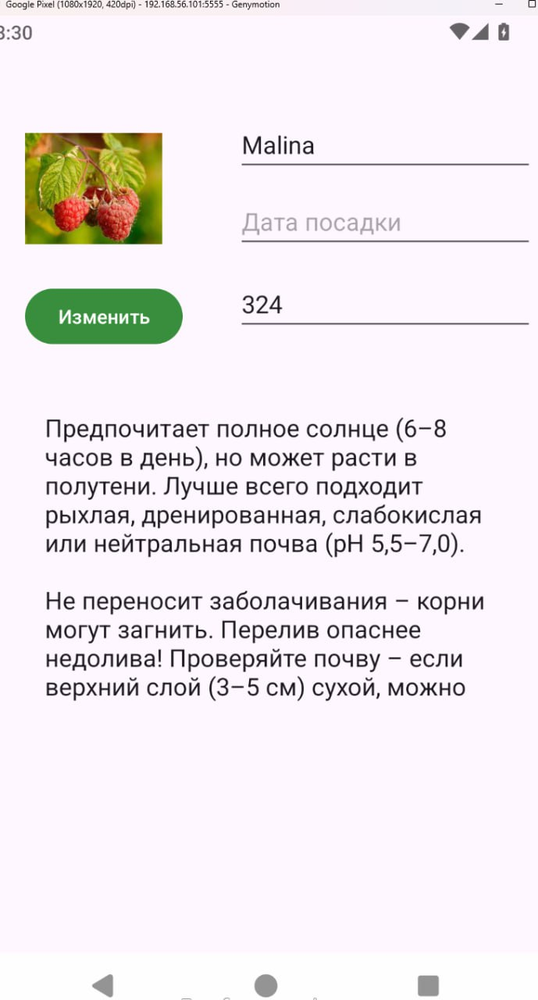 Google Pixel (1080x1920, 420dpi) - 192.168.56.101:5555 - Genymotion
:30
Malina
Дата посадки
324
Изменить
Предпочитает полное солнце (6–8
часов в день), но может расти в
полутени. Лучше всего подходит
рыхлая, дренированная, слабокислая
или нейтральная почва (pH 5,5–7,0).
Не переносит заболачивания – корни
могут загнить. Перелив опаснее
недолива! Проверяйте почву – если
верхний слой (3–5 см) сухой, можно